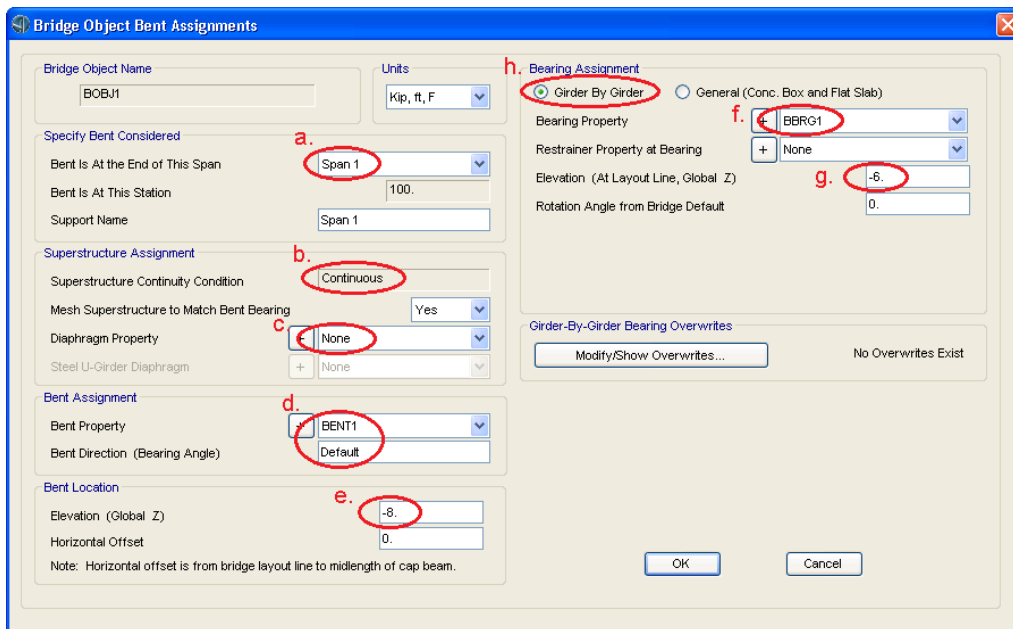 Bridge Object Bent Assignments
Bridge Object Name
BOBJ1
Units
Kip, ft, F
Specify Bent Considered
a.
Bent Is At the End of This Span
Span 1
Bent Is At This Station
100.
Support Name
Span 1
Superstructure Assignment
b.
Superstructure Continuity Condition
Continuous
Mesh Superstructure to Match Bent Bearing
Yes
c.
Diaphragm Property
+
None
Steel U-Girder Diaphragm
+
None
Bent Assignment
d.
Bent Property
+
BENT1
Bent Direction (Bearing Angle)
Default
Bent Location
e.
Elevation (Global Z)
-8.
Horizontal Offset
0.
Note: Horizontal offset is from bridge layout line to midlength of cap beam.
h.
Bearing Assignment
Girder By Girder
General (Conc. Box and Flat Slab)
f.
Bearing Property
+
BBRG1
Restrainer Property at Bearing
+
None
g.
Elevation (At Layout Line, Global Z)
-6.
Rotation Angle from Bridge Default
0.
Girder-By-Girder Bearing Overwrites
Modify/Show Overwrites...
No Overwrites Exist
OK
Cancel